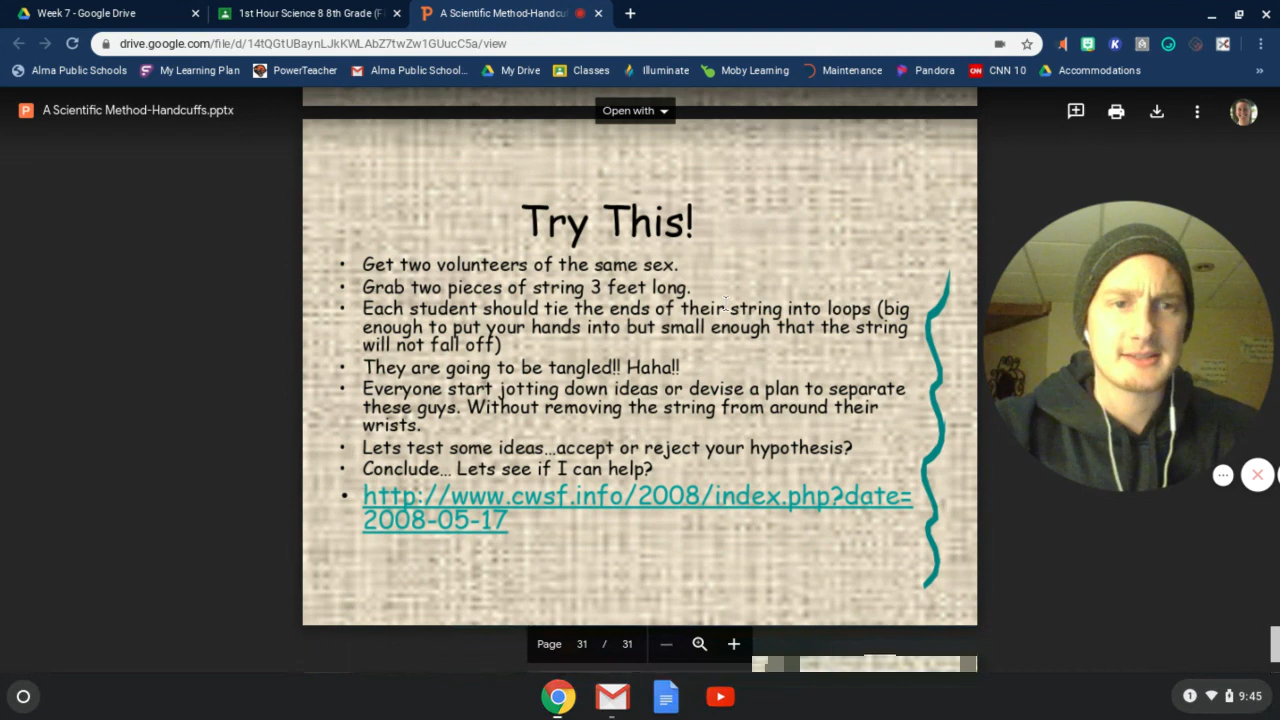 Week 7 - Google Drive
1st Hour Science 8 8th Grade (F
A Scientific Method-Handcuf
drive.google.com/file/d/14tQGtUBaynLJkKWLAbZ7twZw1GUucC5a/view
Alma Public Schools
My Learning Plan
PowerTeacher
Alma Public School...
My Drive
Classes
Illuminate
Moby Learning
Maintenance
Pandora
CNN 10
Accommodations
»
A Scientific Method-Handcuffs.pptx
Open with
Try This!
• Get two volunteers of the same sex.
• Grab two pieces of string 3 feet long.
• Each student should tie the ends of their string into loops (big
enough to put your hands into but small enough that the string
will not fall off)
• They are going to be tangled!! Haha!!
• Everyone start jotting down ideas or devise a plan to separate
these guys. Without removing the string from around their
wrists.
• Lets test some ideas...accept or reject your hypothesis?
• Conclude... Lets see if I can help?
• http://www.cwsf.info/2008/index.php?date=
2008-05-17
Page 31 / 31
1 9:45